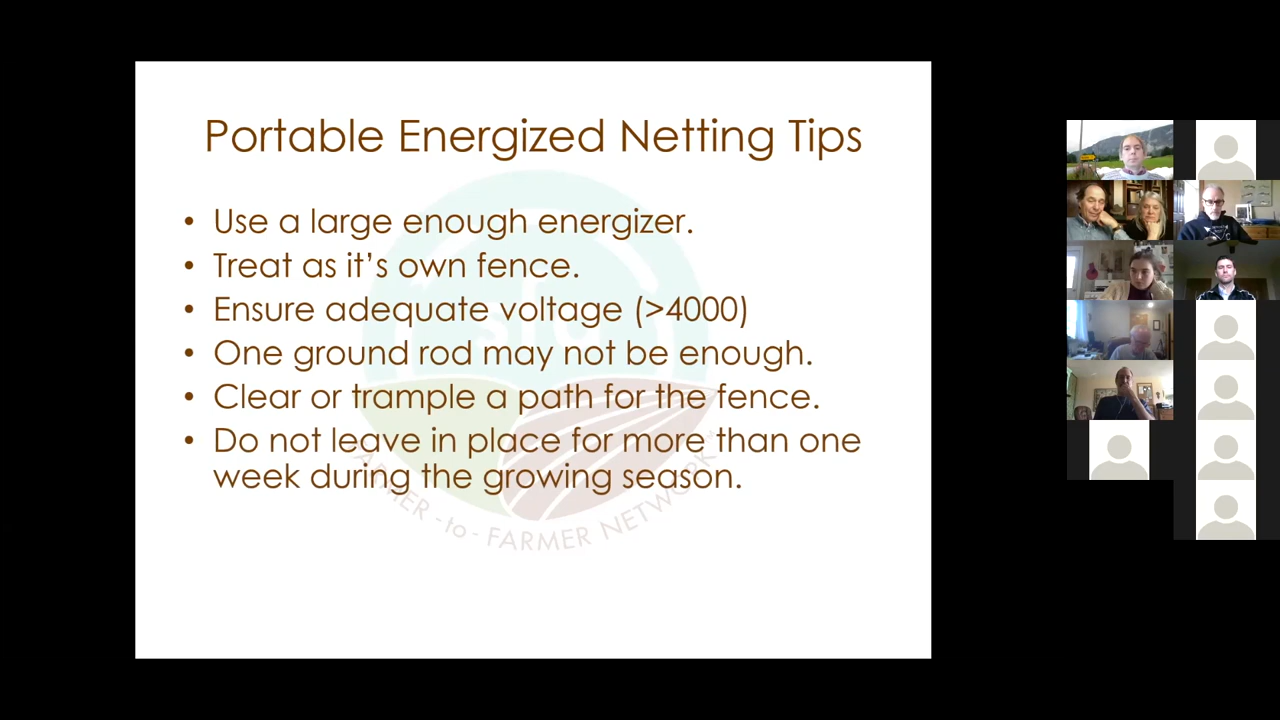 Portable Energized Netting Tips
• Use a large enough energizer.
• Treat as it’s own fence.
• Ensure adequate voltage (>4000)
• One ground rod may not be enough.
• Clear or trample a path for the fence.
• Do not leave in place for more than one
week during the growing season.
sfa
FARMER - to - FARMER NETWORK™